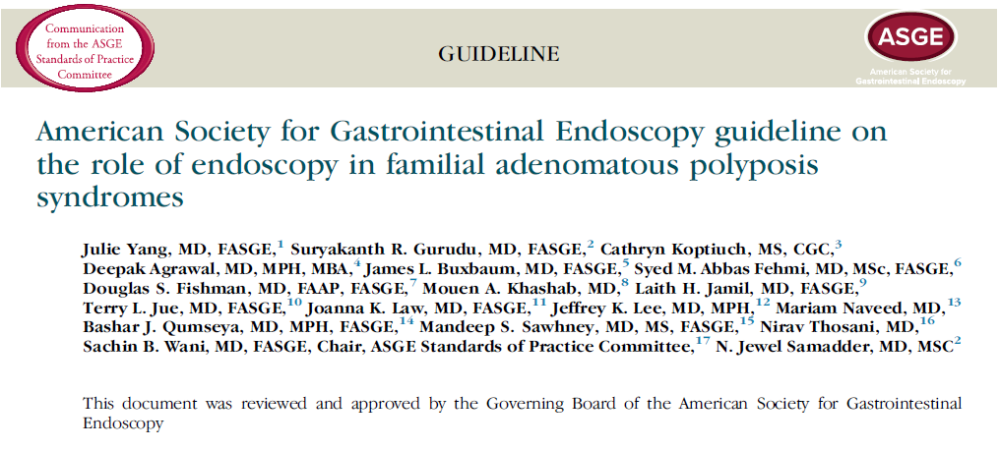 Communication
from the ASGE
Standards of Practice
Committee
GUIDELINE
ASGE
American Society for
Gastrointestinal Endoscopy
American Society for Gastrointestinal Endoscopy guideline on
the role of endoscopy in familial adenomatous polyposis
syndromes
Julie Yang, MD, FASGE,1 Suryakanth R. Gurudu, MD, FASGE,2 Cathryn Koptiuch, MS, CGC,3
Deepak Agrawal, MD, MPH, MBA,4 James L. Buxbaum, MD, FASGE,5 Syed M. Abbas Fehmi, MD, MSc, FASGE,6
Douglas S. Fishman, MD, FAAP, FASGE,7 Mouen A. Khashab, MD,8 Laith H. Jamil, MD, FASGE,9
Terry L. Jue, MD, FASGE,10 Joanna K. Law, MD, FASGE,11 Jeffrey K. Lee, MD, MPH,12 Mariam Naveed, MD,13
Bashar J. Qumseya, MD, MPH, FASGE,14 Mandeep S. Sawhney, MD, MS, FASGE,15 Nirav Thosani, MD,16
Sachin B. Wani, MD, FASGE, Chair, ASGE Standards of Practice Committee,17 N. Jewel Samadder, MD, MSC2
This document was reviewed and approved by the Governing Board of the American Society for Gastrointestinal
Endoscopy